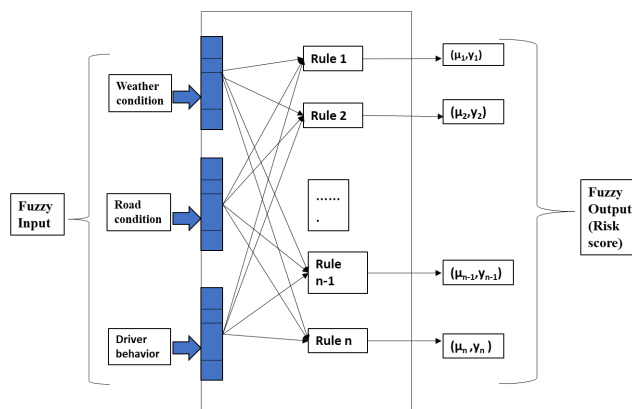 Fuzzy
Input
Weather
condition
Road
condition
Driver
behavior
Rule 1
Rule 2
......
.
Rule
n-1
Rule n
(μ₁,y₁)
(μ₂,y₂)
(μₙ₋₁,yₙ₋₁)
(μₙ,yₙ )
Fuzzy
Output
(Risk
score)